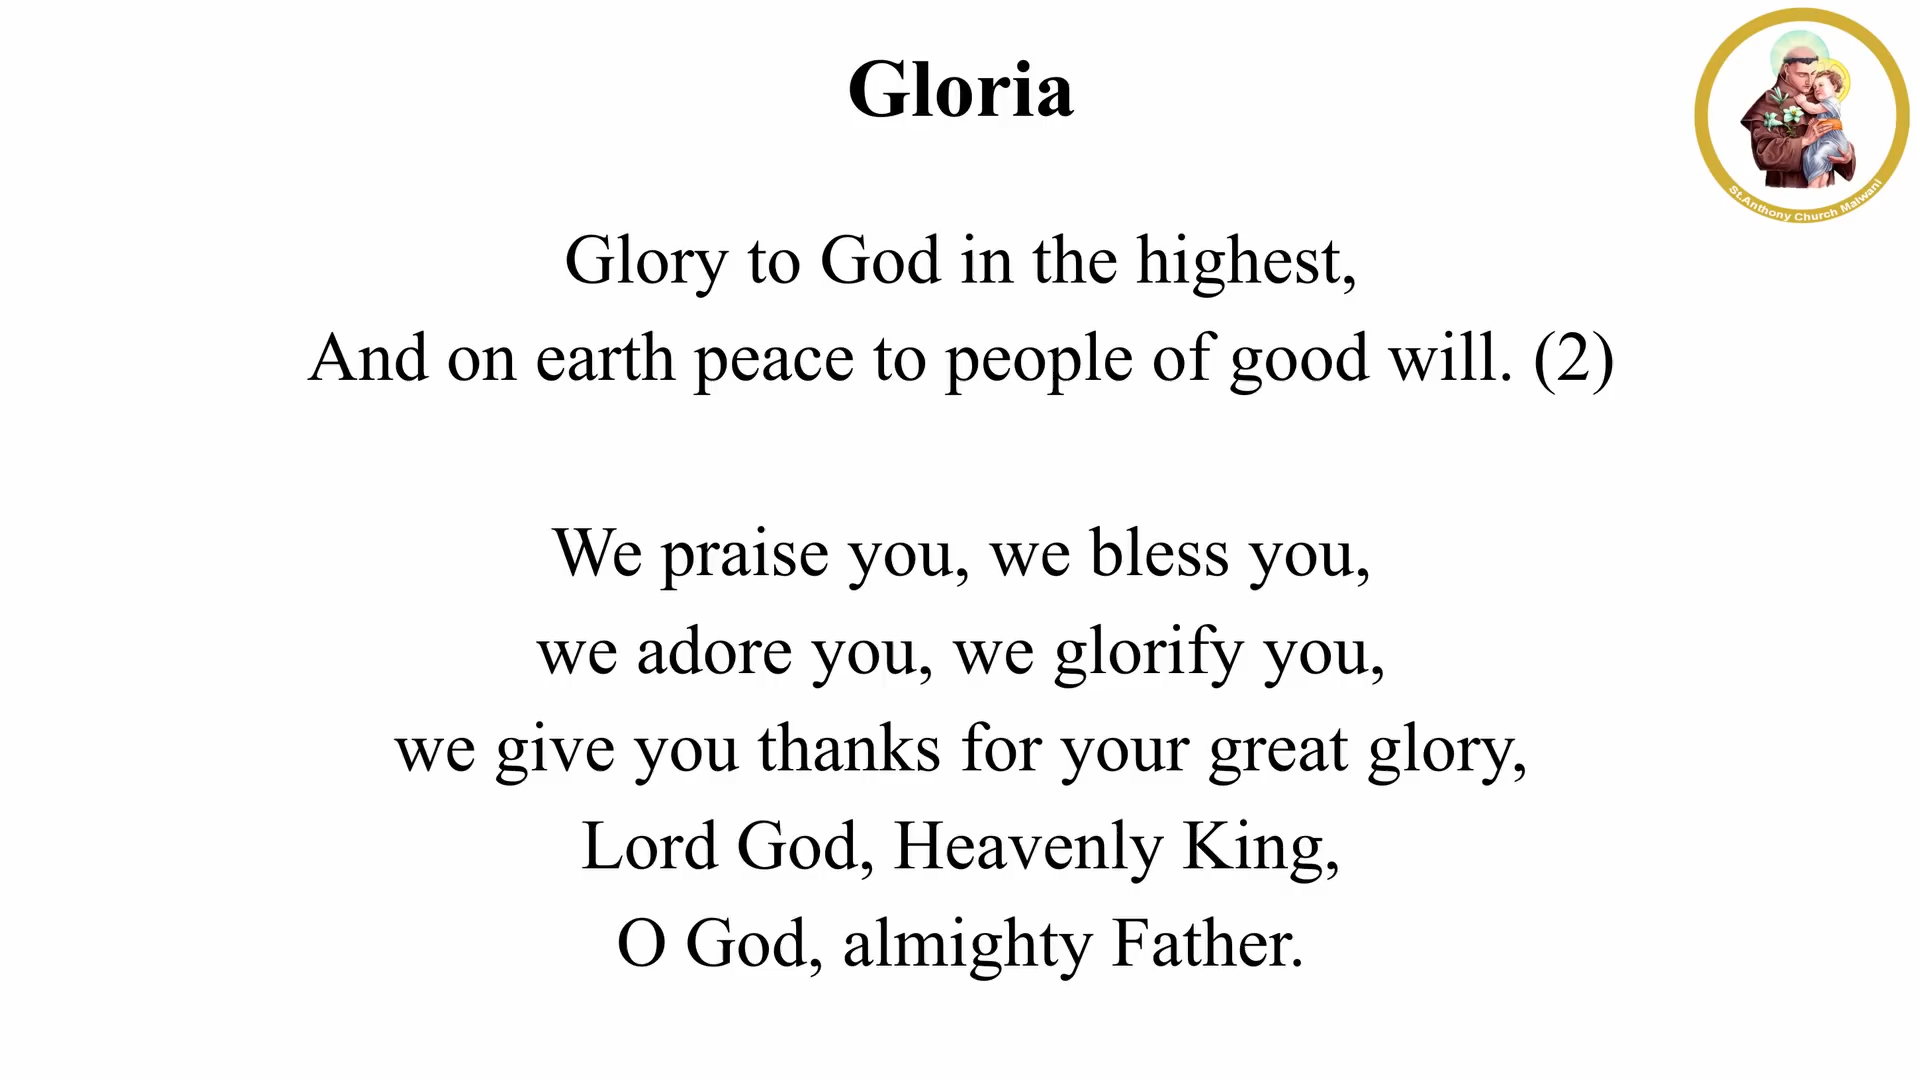 Gloria
St.Anthony Church Malwani
Glory to God in the highest,
And on earth peace to people of good will. (2)
We praise you, we bless you,
we adore you, we glorify you,
we give you thanks for your great glory,
Lord God, Heavenly King,
O God, almighty Father.